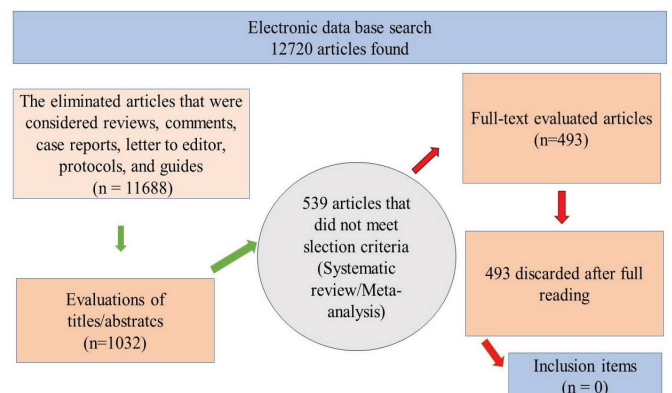 Electronic data base search
12720 articles found
The eliminated articles that were
considered reviews, comments,
case reports, letter to editor,
protocols, and guides
(n = 11688)
Evaluations of
titles/abstratcs
(n=1032)
539 articles that
did not meet
slection criteria
(Systematic
review/Meta-
analysis)
Full-text evaluated articles
(n=493)
493 discarded after full
reading
Inclusion items
(n = 0)